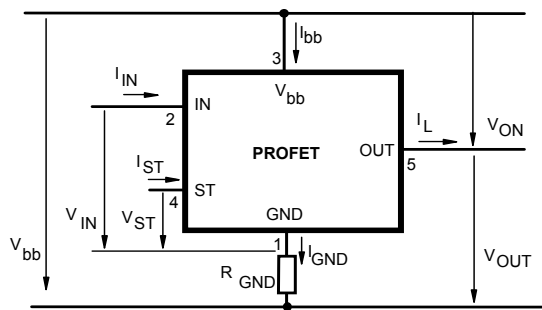 I bb
3
I IN
V bb
IN
2
I L
V ON
PROFET
OUT
5
I ST
ST
4
V IN
V ST
GND
V bb
1
I GND
V OUT
R GND